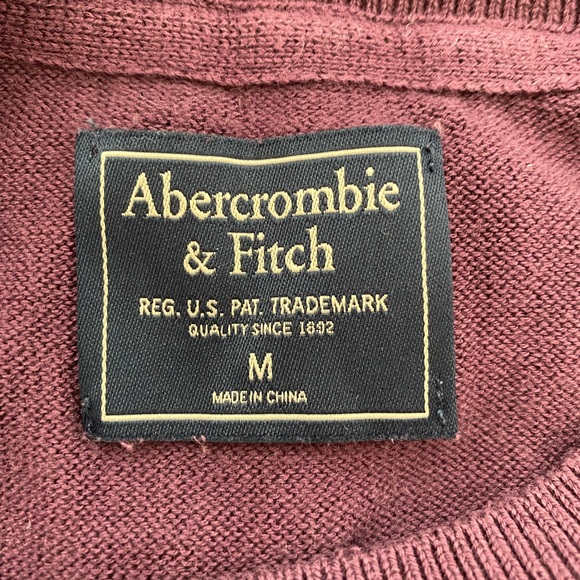 Abercrombie
& Fitch
REG. U.S. PAT. TRADEMARK
QUALITY SINCE 1892
M
MADE IN CHINA